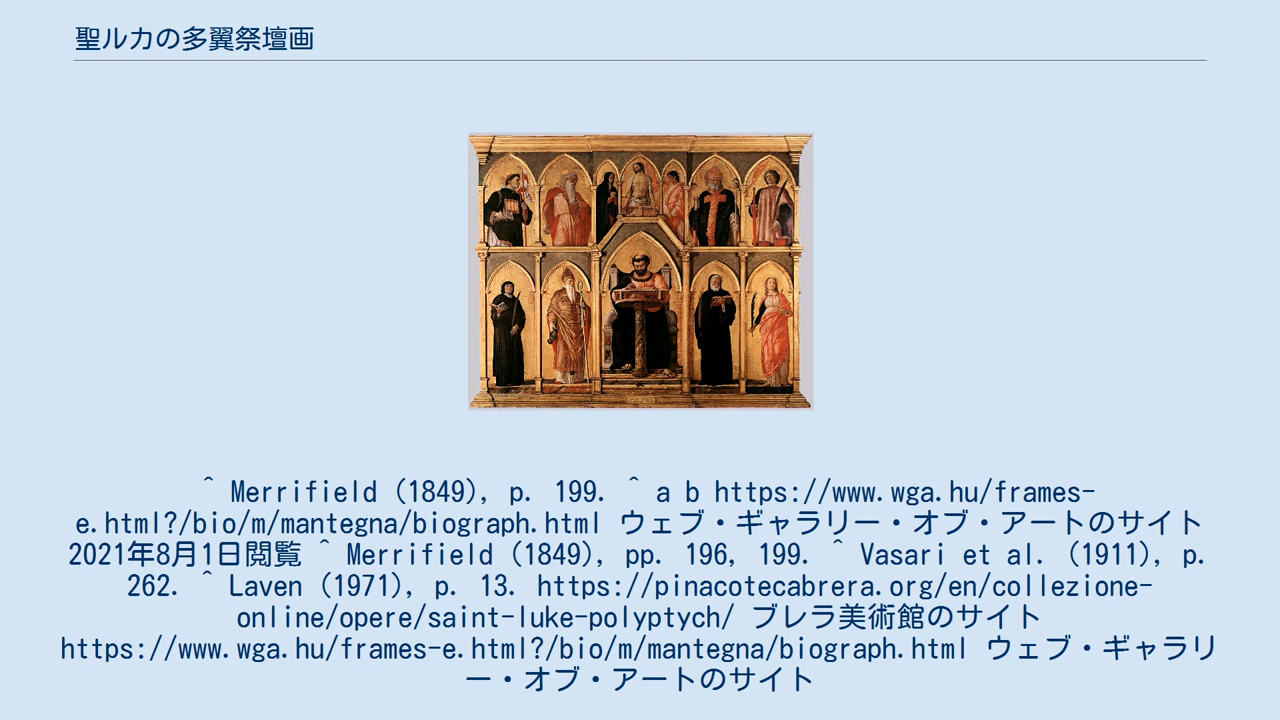 聖ルカの多翼祭壇画
^ Merrifield (1849), p. 199. ^ a b https://www.wga.hu/frames-
e.html?/bio/m/mantegna/biograph.html ウェブ・ギャラリー・オブ・アートのサイト
2021年8月1日閲覧 ^ Merrifield (1849), pp. 196, 199. ^ Vasari et al. (1911), p.
262. ^ Laven (1971), p. 13. https://pinacotecabrera.org/en/collezione-
online/opere/saint-luke-polyptych/ ブレラ美術館のサイト
https://www.wga.hu/frames-e.html?/bio/m/mantegna/biograph.html ウェブ・ギャラリ
ー・オブ・アートのサイト